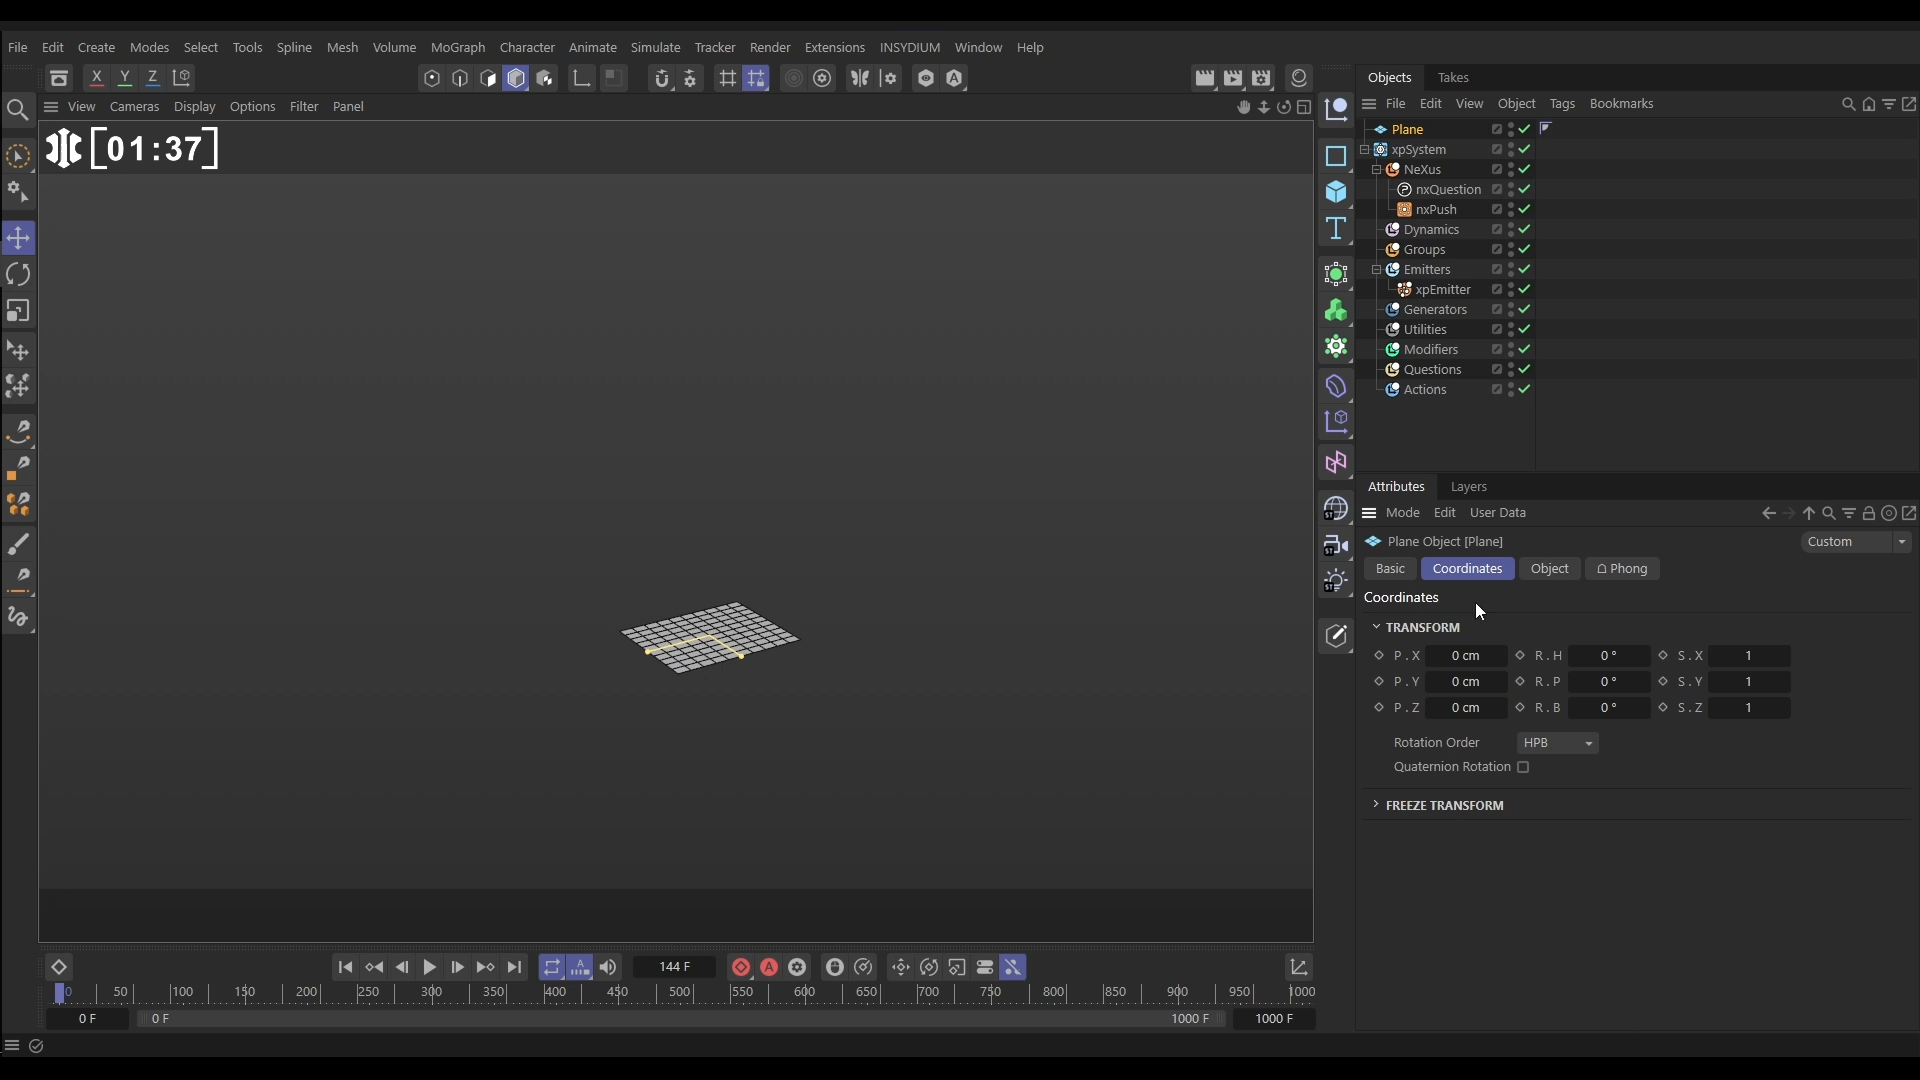 File Edit Create Modes Select Tools Spline Mesh Volume MoGraph Character Animate Simulate Tracker Render Extensions INSYDIUM Window Help
X Y Z
Objects Takes
View Cameras Display Options Filter Panel
File Edit View Object Tags Bookmarks
[01:37]
Plane
xpSystem
NeXus
nxQuestion
nxPush
Dynamics
Groups
Emitters
xpEmitter
Generators
Utilities
Modifiers
Questions
Actions
Attributes Layers
Mode Edit User Data
Plane Object [Plane] Custom
Basic Coordinates Object Phong
Coordinates
TRANSFORM
P . X 0 cm R . H 0 ° S . X 1
P . Y 0 cm R . P 0 ° S . Y 1
P . Z 0 cm R . B 0 ° S . Z 1
Rotation Order HPB
Quaternion Rotation
FREEZE TRANSFORM
144 F
0 50 100 150 200 250 300 350 400 450 500 550 600 650 700 750 800 850 900 950 1000
0 F 0 F 1000 F 1000 F